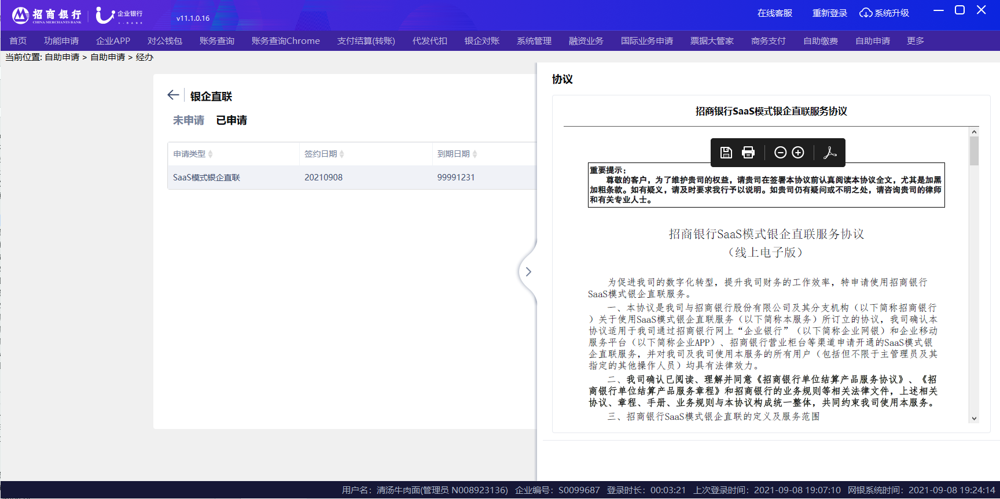 招商银行
CHINA MERCHANTS BANK
企业银行
U-BANK
v11.1.0.16
在线客服 重新登录 系统升级
首页 功能申请 企业APP 对公钱包 账务查询 账务查询Chrome 支付结算(转账) 代发代扣 银企对账 系统管理 融资业务 国际业务申请 票据大管家 商务支付 自助缴费 自助申请 更多
当前位置: 自助申请 > 自助申请 > 经办
银企直联
未申请 已申请
申请类型 签约日期 到期日期
SaaS模式银企直联 20210908 99991231
协议
招商银行SaaS模式银企直联服务协议
重要提示：
尊敬的客户，为了维护贵司的权益，请贵司在签署本协议前认真阅读本协议全文，尤其是加黑
加粗条款。如有疑义，请及时要求我行予以说明。如贵司仍有疑问或不明之处，请咨询贵司的律师
和有关专业人士。
招商银行SaaS模式银企直联服务协议
（线上电子版）
为促进我司的数字化转型，提升我司财务的工作效率，特申请使用招商银行
SaaS模式银企直联服务。
一、本协议是我司与招商银行股份有限公司及其分支机构（以下简称招商银行
）关于使用SaaS模式银企直联服务（以下简称本服务）所订立的协议，我司确认本
协议适用于我司通过招商银行网上“企业银行”（以下简称企业网银）和企业移动
服务平台（以下简称企业APP）、招商银行营业柜台等渠道申请开通的SaaS模式银
企直联服务，并对我司及我司使用本服务的所有用户（包括但不限于主管理员及其
指定的其他操作人员）均具有法律效力。
二、我司确认已阅读、理解并同意《招商银行单位结算产品服务协议》、《招
商银行单位结算产品服务章程》和招商银行的业务规则等相关法律文件，上述相关
协议、章程、手册、业务规则与本协议构成统一整体，共同约束我司使用本服务。
三、招商银行SaaS模式银企直联的定义及服务范围
用户名： 清汤牛肉面(管理员 N008923136) 企业编号： S0099687 登录时长： 00:03:21 上次登录时间： 2021-09-08 19:07:10 网银系统时间： 2021-09-08 19:24:14